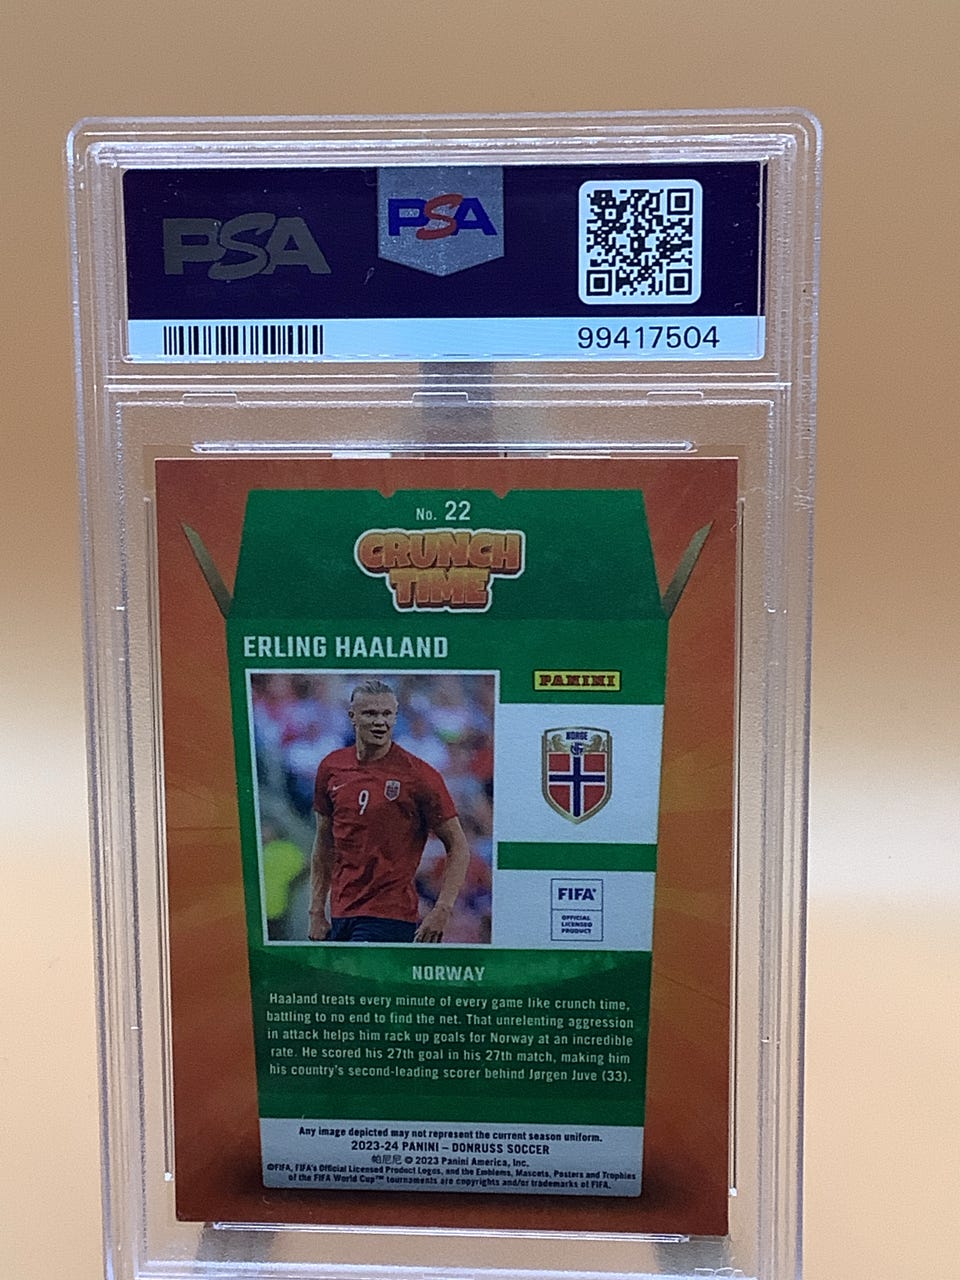 PSA
PSA
99417504
No. 22
CRUNCH
TIME
ERLING HAALAND
PANINI
NORGE
9
FIFA
OFFICIAL
LICENSED
PRODUCT
NORWAY
Haaland treats every minute of every game like crunch time,
battling to no end to find the net. That unrelenting aggression
in attack helps him rack up goals for Norway at an incredible
rate. He scored his 27th goal in his 27th match, making him
his country's second-leading scorer behind Jørgen Juve (33).
Any image depicted may not represent the current season uniform.
2023-24 PANINI – DONRUSS SOCCER
帕尼尼 © 2023 Panini America, Inc.
©FIFA, FIFA's Official Licensed Product Logos, and the Emblems, Mascots, Posters and Trophies
of the FIFA World Cup™ tournaments are copyrights and/or trademarks of FIFA.